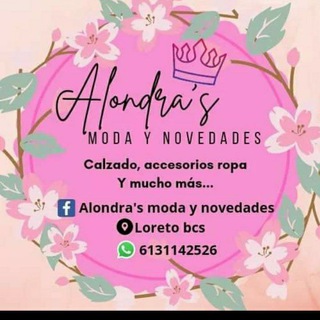 Alondra's
MODA Y NOVEDADES
Calzado, accesorios ropa
Y mucho más...
Alondra's moda y novedades
Loreto bcs
6131142526